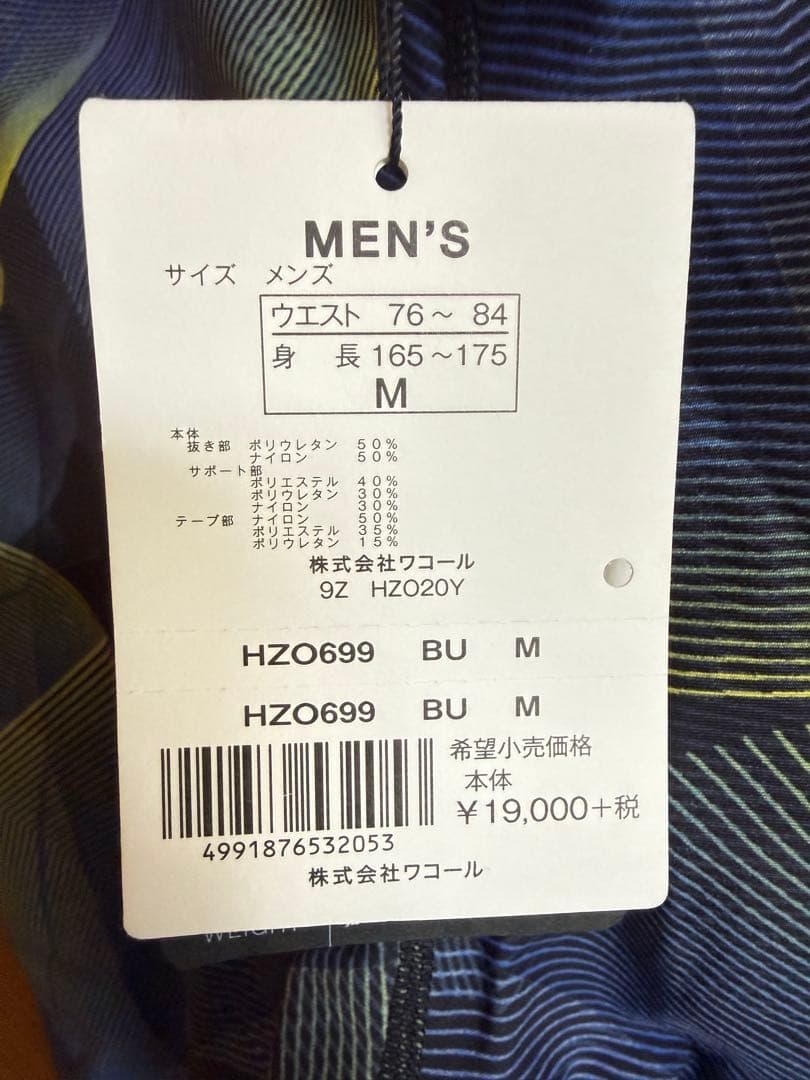 MEN'S
サイズ メンズ
ウエスト 76～ 84
身 長 165～175
M
本体
抜き部 ポリウレタン 50%
ナイロン 50%
サポート部
ポリエステル 40%
ポリウレタン 30%
ナイロン 30%
テープ部 ナイロン 50%
ポリエステル 35%
ポリウレタン 15%
株式会社ワコール
9Z HZO20Y
HZO699 BU M
HZO699 BU M
希望小売価格
本体
￥19,000+税
4991876532053
株式会社ワコール